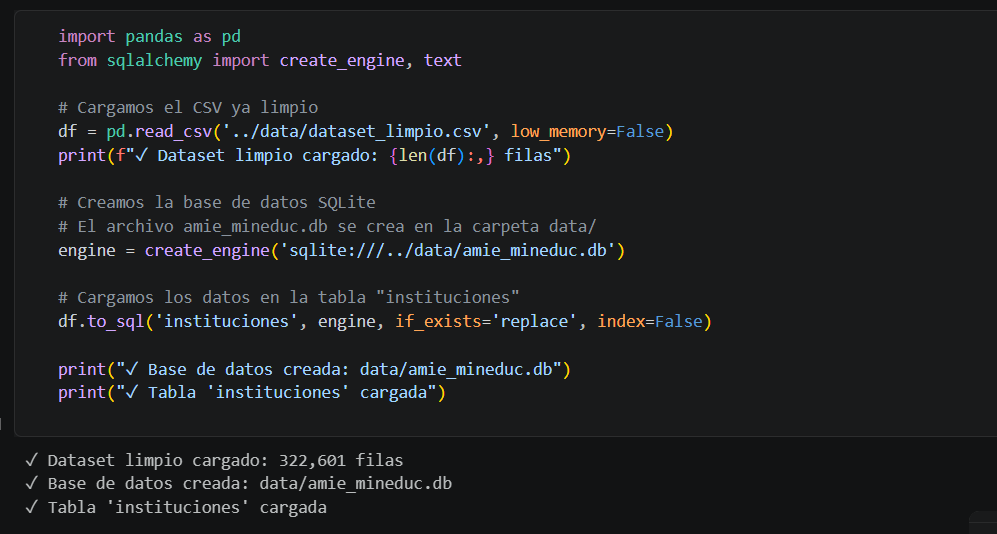 import pandas as pd
from sqlalchemy import create_engine, text
# Cargamos el CSV ya limpio
df = pd.read_csv('../data/dataset_limpio.csv', low_memory=False)
print(f"✓ Dataset limpio cargado: {len(df):,} filas")
# Creamos la base de datos SQLite
# El archivo amie_mineduc.db se crea en la carpeta data/
engine = create_engine('sqlite:///../data/amie_mineduc.db')
# Cargamos los datos en la tabla "instituciones"
df.to_sql('instituciones', engine, if_exists='replace', index=False)
print("✓ Base de datos creada: data/amie_mineduc.db")
print("✓ Tabla 'instituciones' cargada")
✓ Dataset limpio cargado: 322,601 filas
✓ Base de datos creada: data/amie_mineduc.db
✓ Tabla 'instituciones' cargada